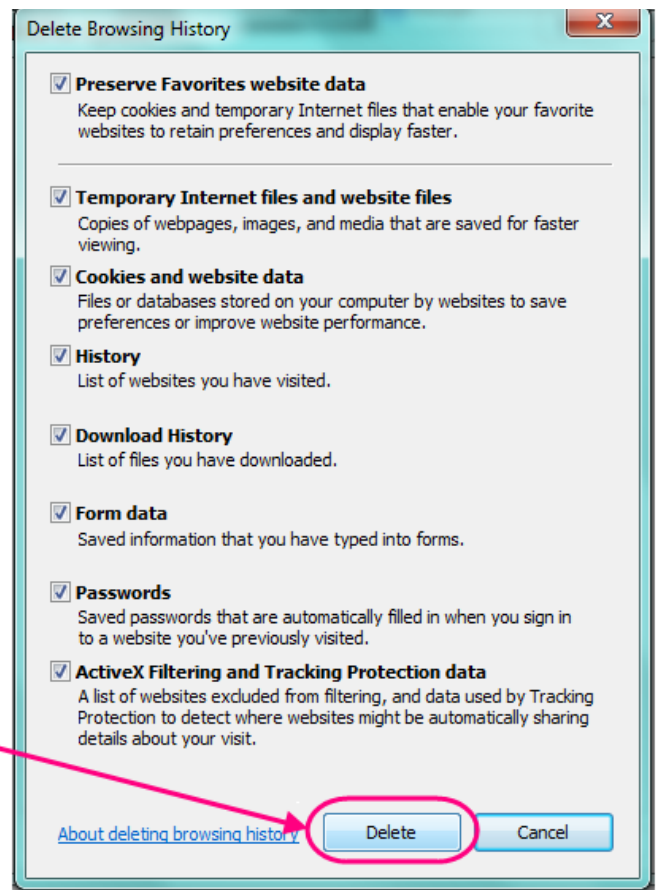 Delete Browsing History
Preserve Favorites website data
Keep cookies and temporary Internet files that enable your favorite
websites to retain preferences and display faster.
Temporary Internet files and website files
Copies of webpages, images, and media that are saved for faster
viewing.
Cookies and website data
Files or databases stored on your computer by websites to save
preferences or improve website performance.
History
List of websites you have visited.
Download History
List of files you have downloaded.
Form data
Saved information that you have typed into forms.
Passwords
Saved passwords that are automatically filled in when you sign in
to a website you've previously visited.
ActiveX Filtering and Tracking Protection data
A list of websites excluded from filtering, and data used by Tracking
Protection to detect where websites might be automatically sharing
details about your visit.
About deleting browsing history Delete Cancel